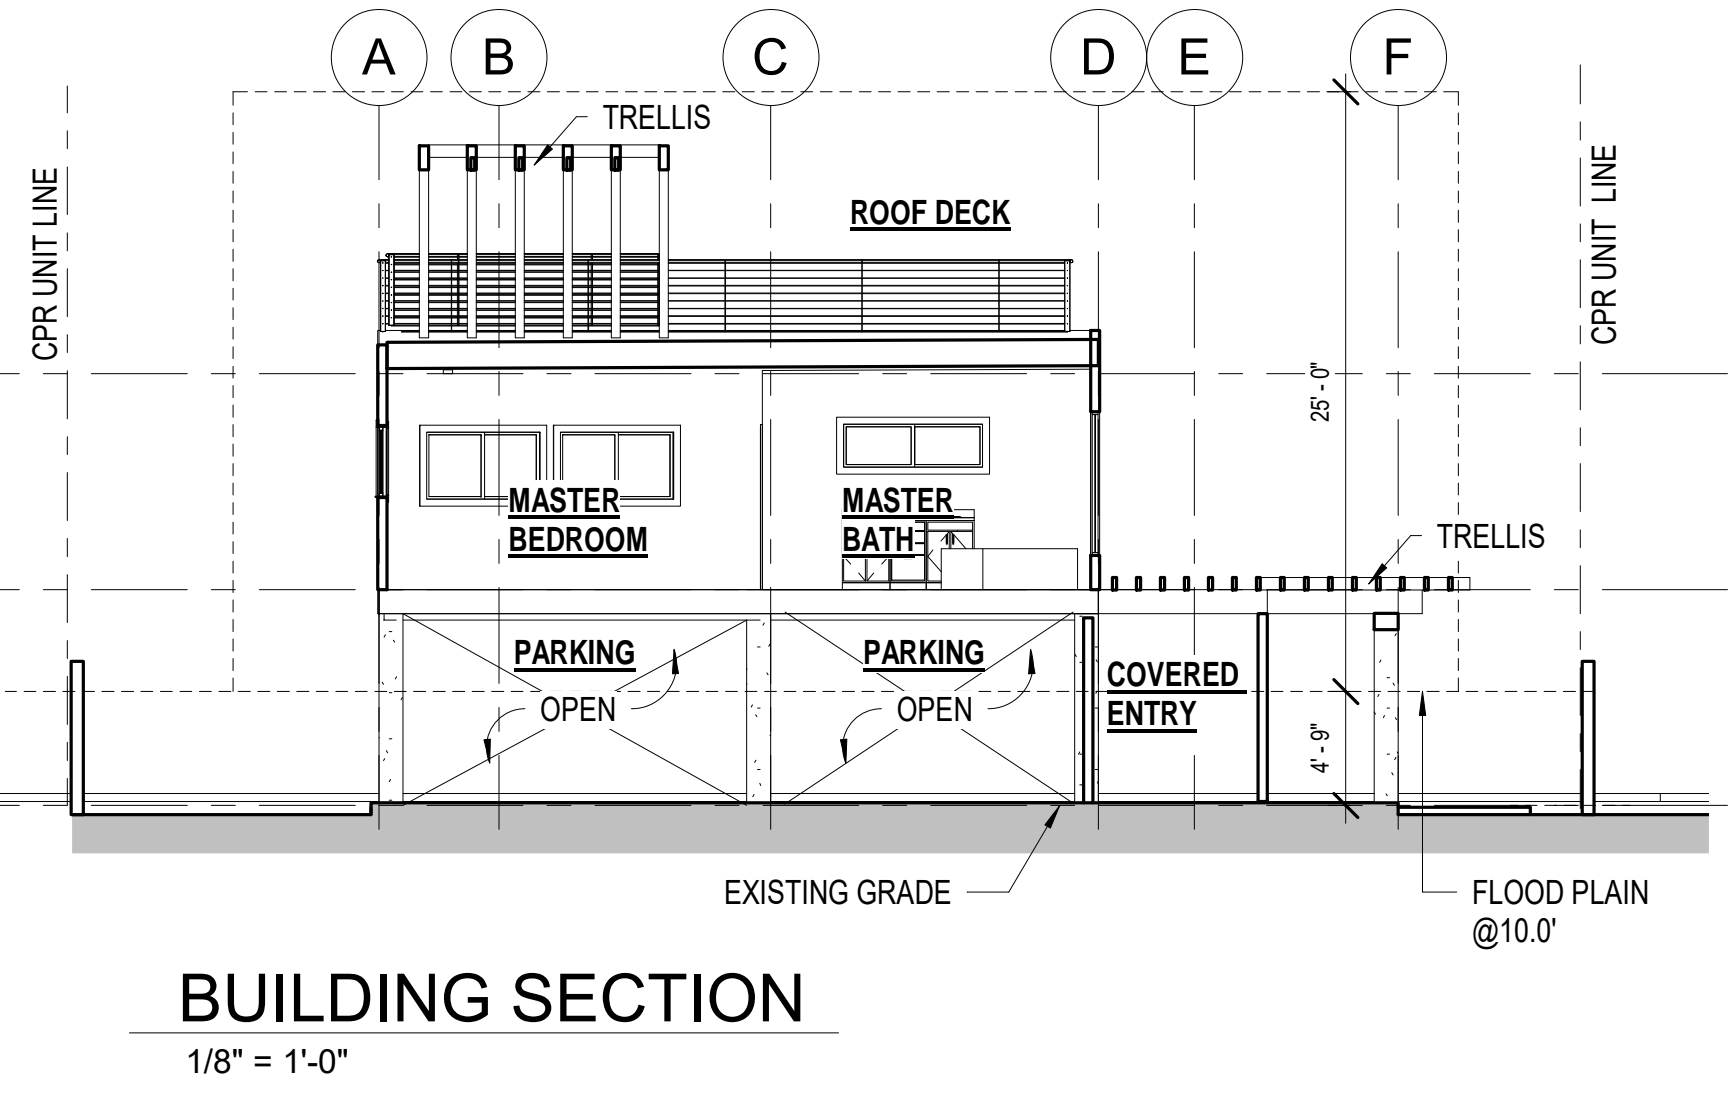 A
B
C
D
E
F
TRELLIS
CPR UNIT LINE
CPR UNIT LINE
ROOF DECK
25' - 0"
MASTER
BEDROOM
MASTER
BATH
TRELLIS
PARKING
OPEN
PARKING
OPEN
COVERED
ENTRY
4' - 9"
EXISTING GRADE
FLOOD PLAIN
@10.0'
BUILDING SECTION
1/8" = 1'-0"